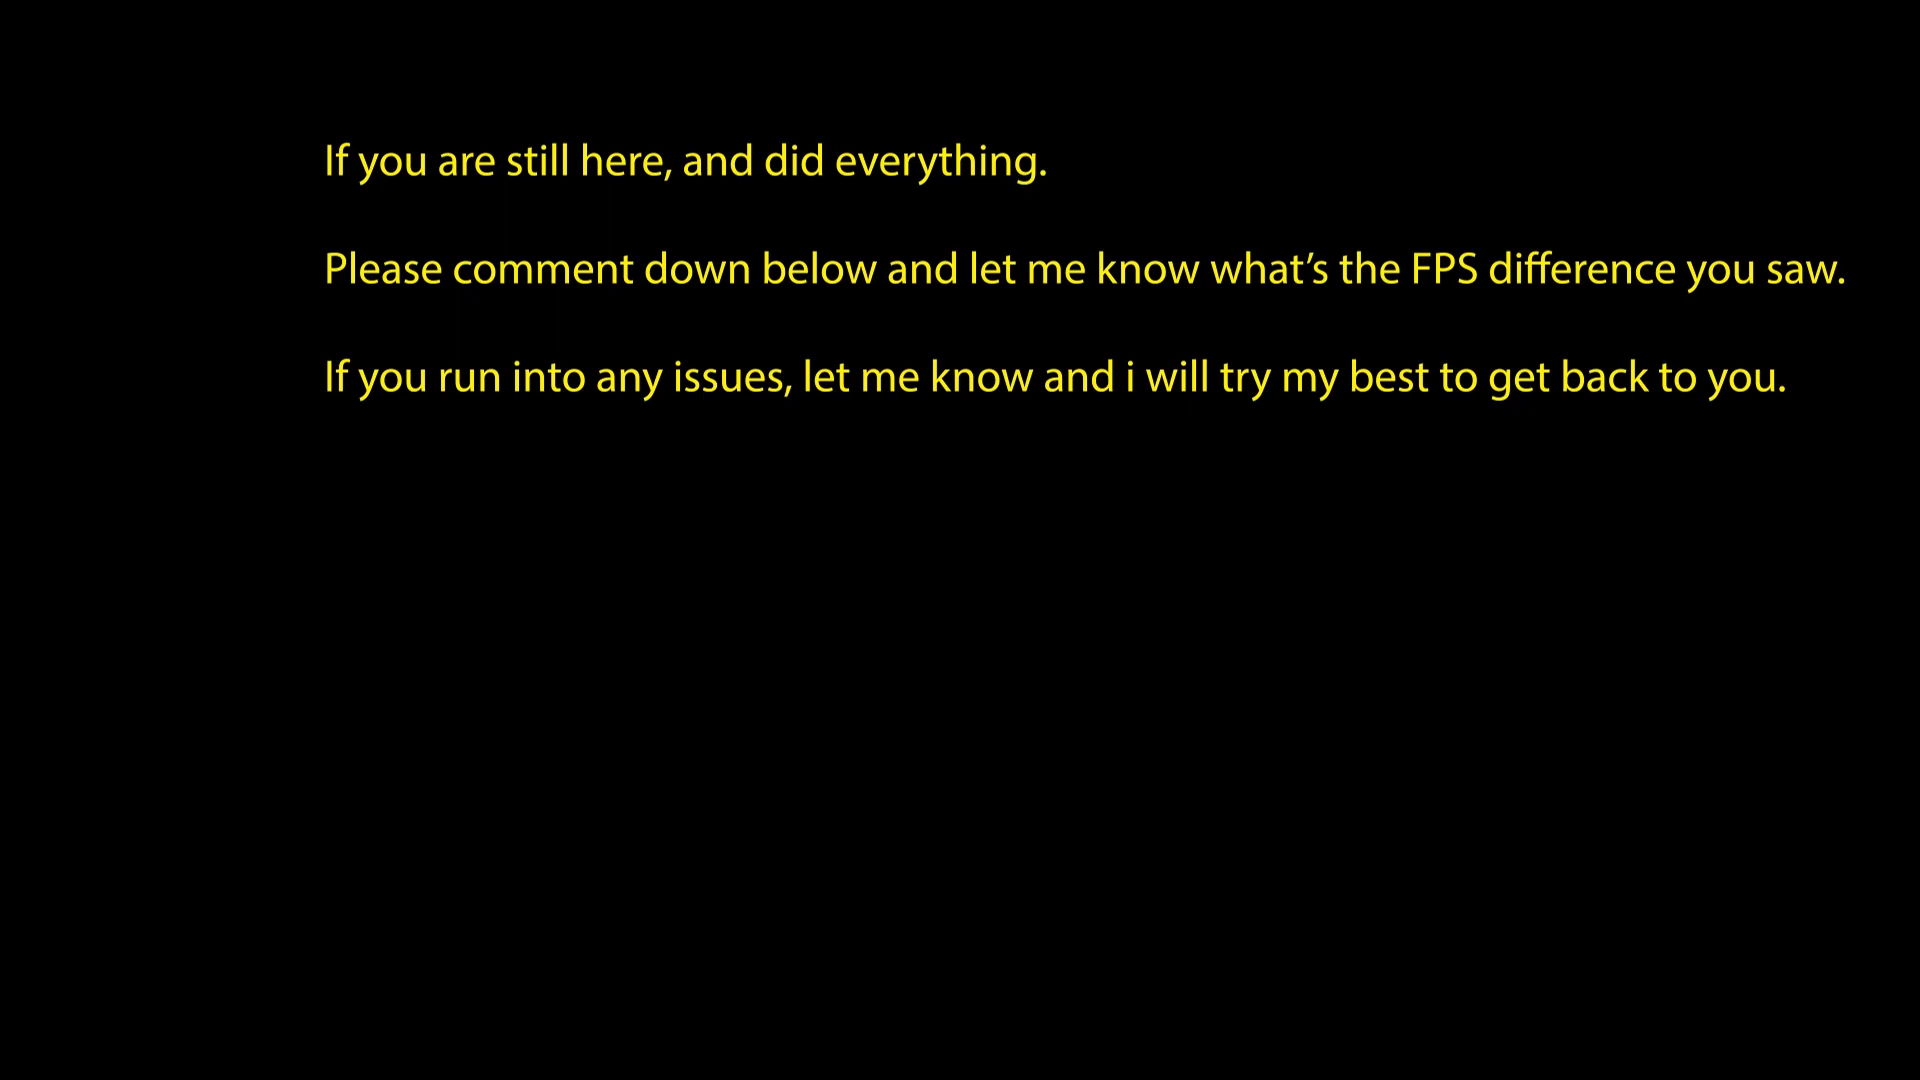 If you are still here, and did everything.
Please comment down below and let me know what’s the FPS difference you saw.
If you run into any issues, let me know and i will try my best to get back to you.